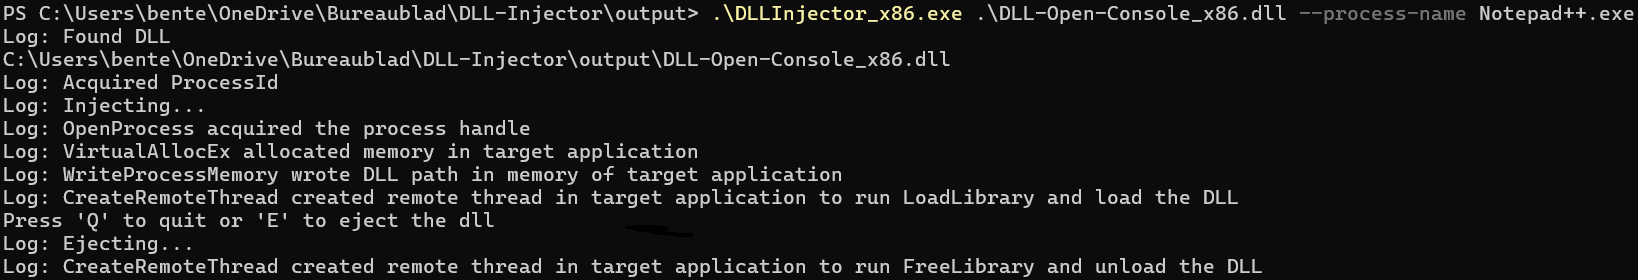 PS C:\Users\bente\OneDrive\Bureaublad\DLL-Injector\output> .\DLLInjector_x86.exe .\DLL-Open-Console_x86.dll --process-name Notepad++.exe
Log: Found DLL
C:\Users\bente\OneDrive\Bureaublad\DLL-Injector\output\DLL-Open-Console_x86.dll
Log: Acquired ProcessId
Log: Injecting...
Log: OpenProcess acquired the process handle
Log: VirtualAllocEx allocated memory in target application
Log: WriteProcessMemory wrote DLL path in memory of target application
Log: CreateRemoteThread created remote thread in target application to run LoadLibrary and load the DLL
Press 'Q' to quit or 'E' to eject the dll
Log: Ejecting...
Log: CreateRemoteThread created remote thread in target application to run FreeLibrary and unload the DLL